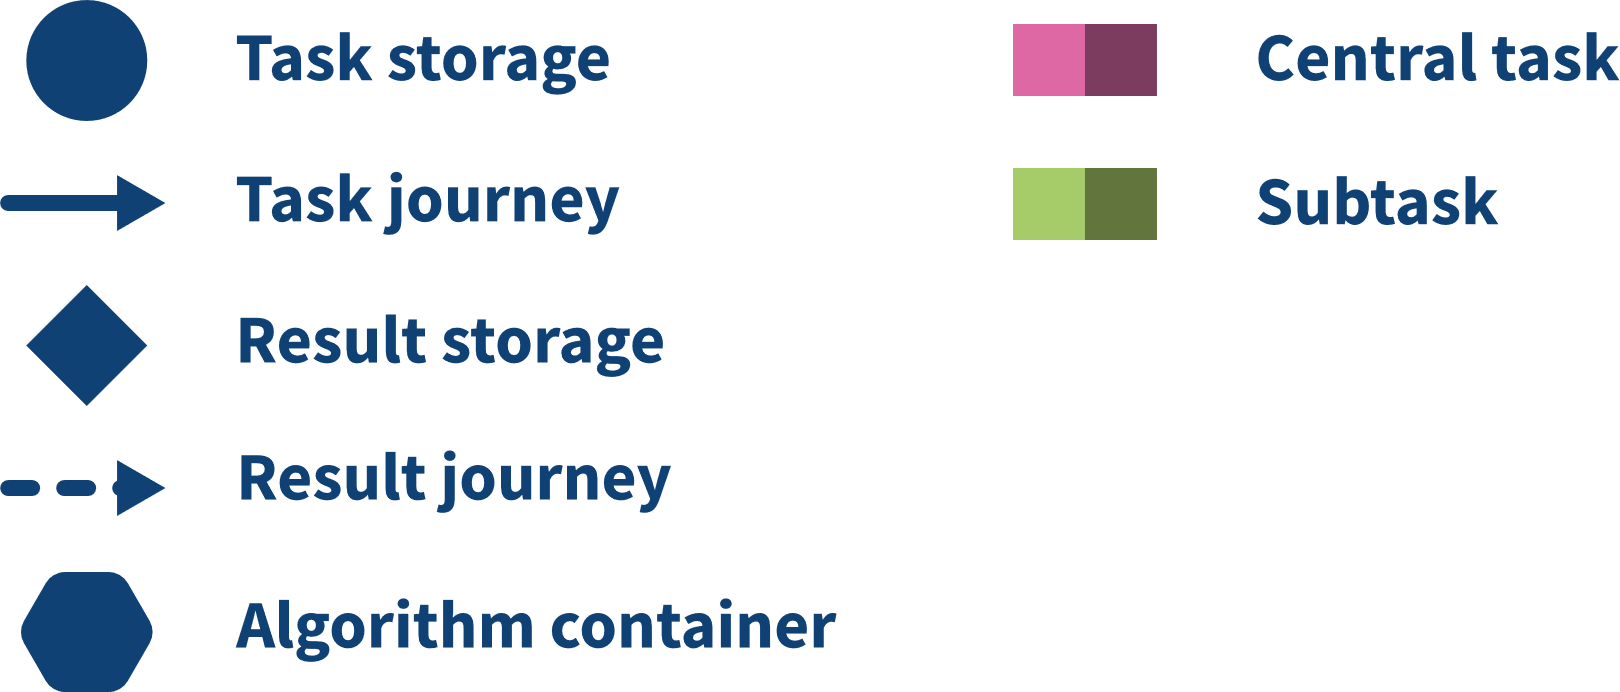 Task storage
Task journey
Result storage
Result journey
Algorithm container
Central task
Subtask